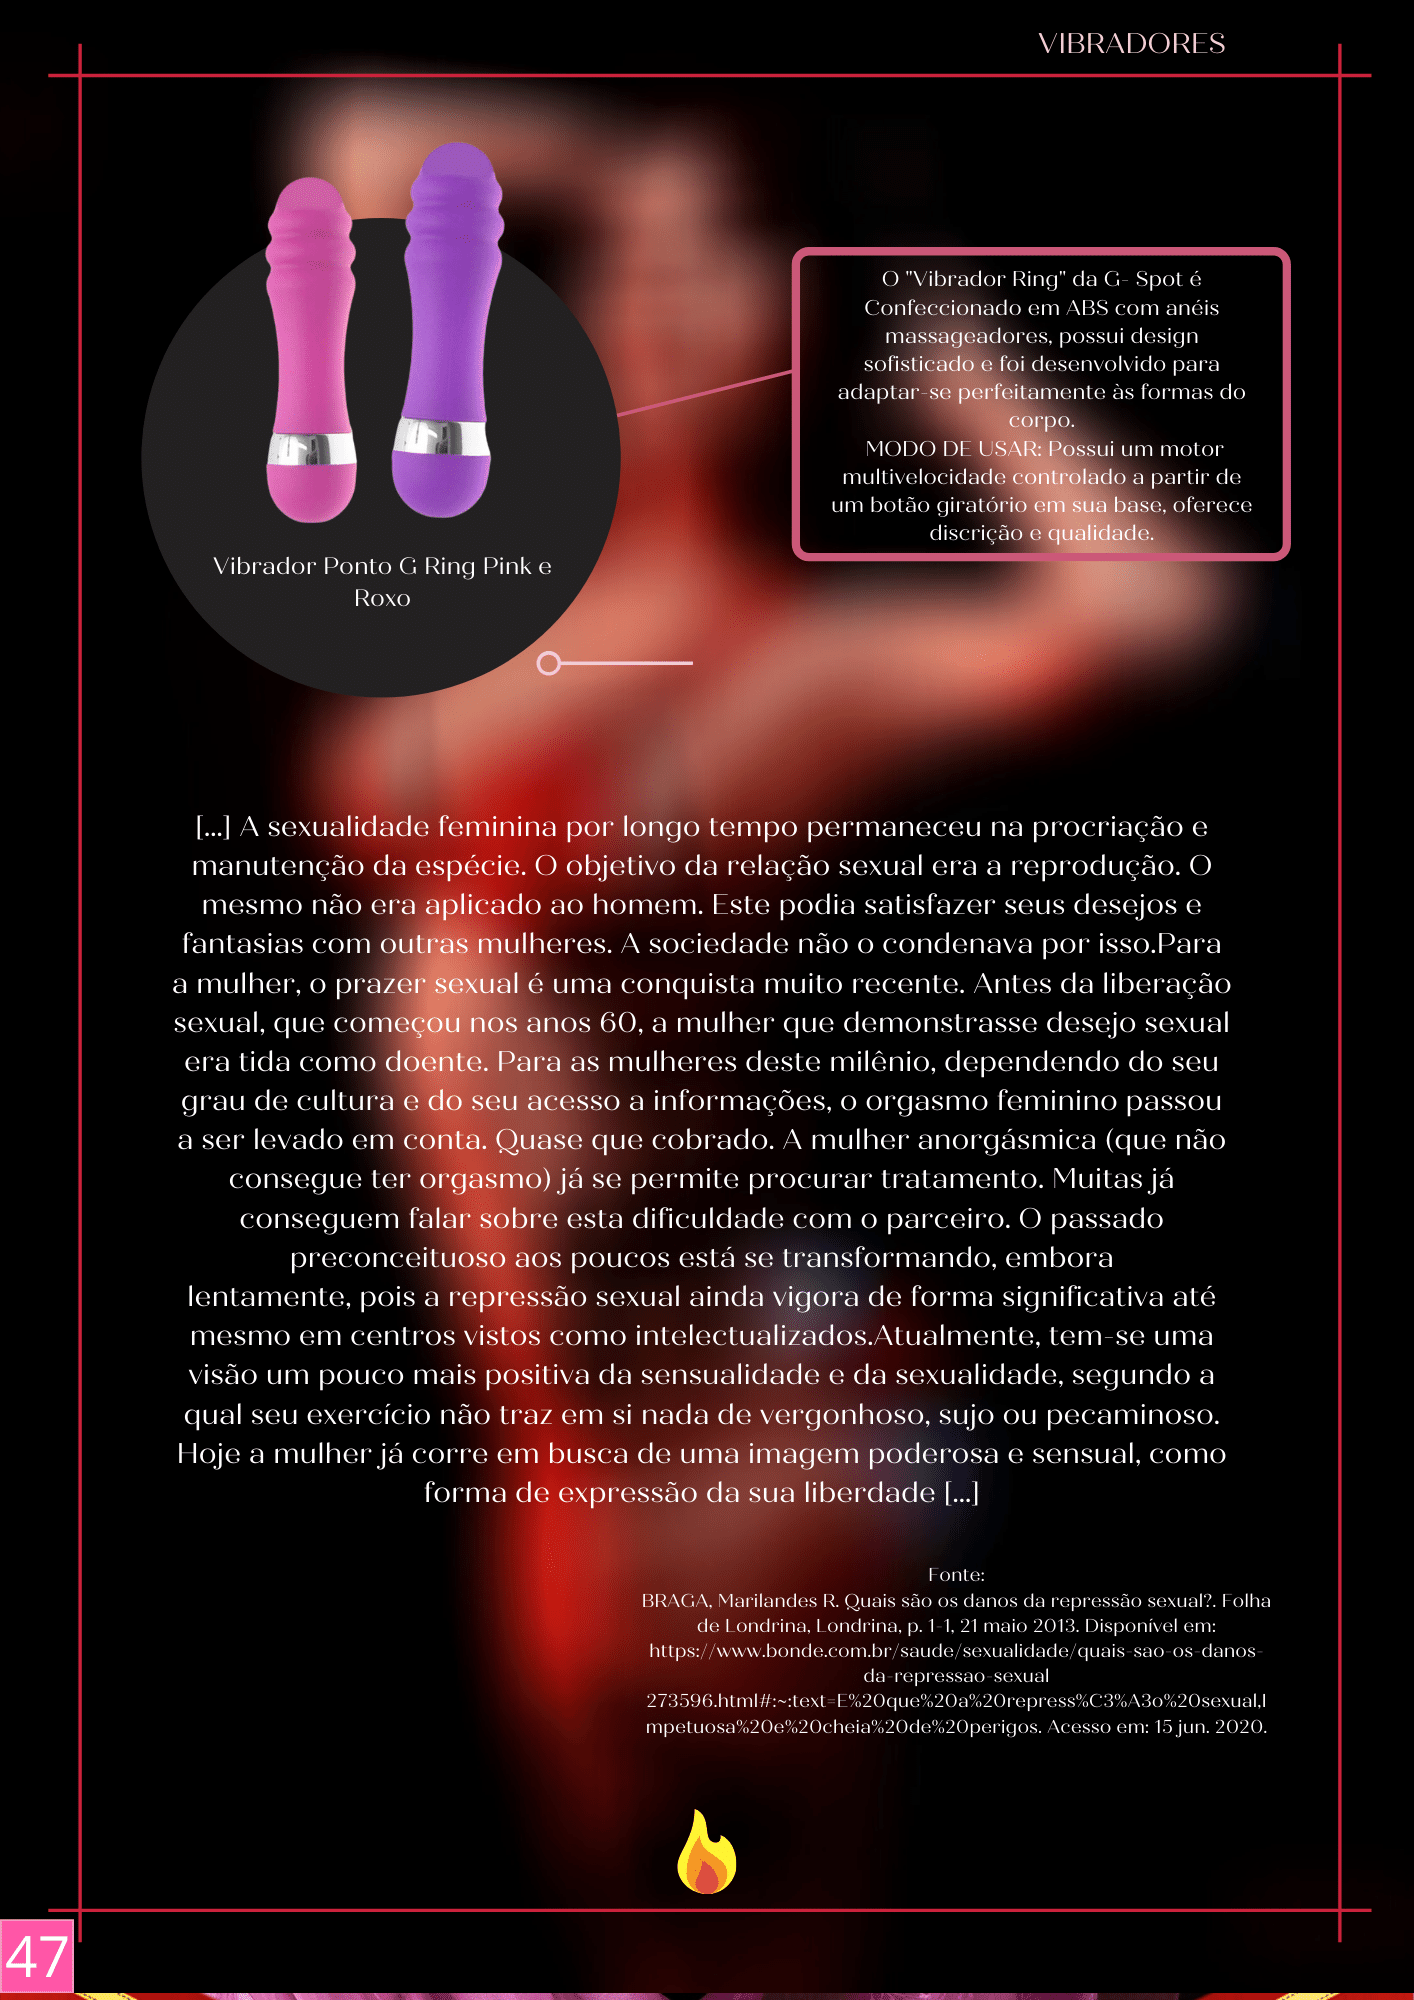 VIBRADORES
Vibrador Ponto G Ring Pink e
Roxo
O "Vibrador Ring" da G- Spot é
Confeccionado em ABS com anéis
massageadores, possui design
sofisticado e foi desenvolvido para
adaptar-se perfeitamente às formas do
corpo.
MODO DE USAR: Possui um motor
multivelocidade controlado a partir de
um botão giratório em sua base, oferece
discrição e qualidade.
[...] A sexualidade feminina por longo tempo permaneceu na procriação e
manutenção da espécie. O objetivo da relação sexual era a reprodução. O
mesmo não era aplicado ao homem. Este podia satisfazer seus desejos e
fantasias com outras mulheres. A sociedade não o condenava por isso.Para
a mulher, o prazer sexual é uma conquista muito recente. Antes da liberação
sexual, que começou nos anos 60, a mulher que demonstrasse desejo sexual
era tida como doente. Para as mulheres deste milênio, dependendo do seu
grau de cultura e do seu acesso a informações, o orgasmo feminino passou
a ser levado em conta. Quase que cobrado. A mulher anorgásmica (que não
consegue ter orgasmo) já se permite procurar tratamento. Muitas já
conseguem falar sobre esta dificuldade com o parceiro. O passado
preconceituoso aos poucos está se transformando, embora
lentamente, pois a repressão sexual ainda vigora de forma significativa até
mesmo em centros vistos como intelectualizados.Atualmente, tem-se uma
visão um pouco mais positiva da sensualidade e da sexualidade, segundo a
qual seu exercício não traz em si nada de vergonhoso, sujo ou pecaminoso.
Hoje a mulher já corre em busca de uma imagem poderosa e sensual, como
forma de expressão da sua liberdade [...]
Fonte:
BRAGA, Marilandes R. Quais são os danos da repressão sexual?. Folha
de Londrina, Londrina, p. 1-1, 21 maio 2013. Disponível em:
https://www.bonde.com.br/saude/sexualidade/quais-sao-os-danos-
da-repressao-sexual
273596.html#:~:text=E%20que%20a%20repress%C3%A3o%20sexual,I
mpetuosa%20e%20cheia%20de%20perigos. Acesso em: 15 jun. 2020.
47